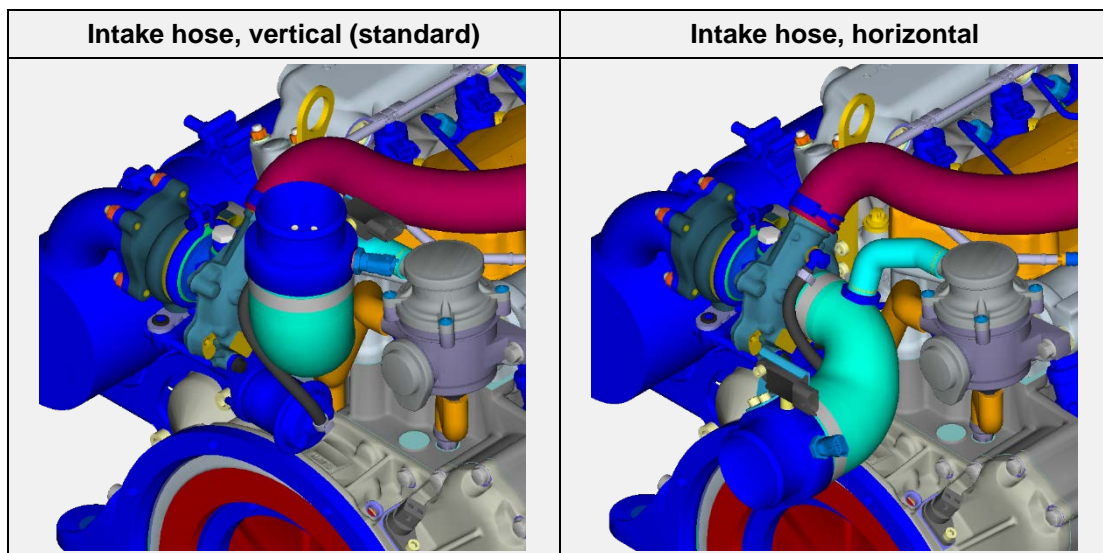 Intake hose, vertical (standard)
Intake hose, horizontal